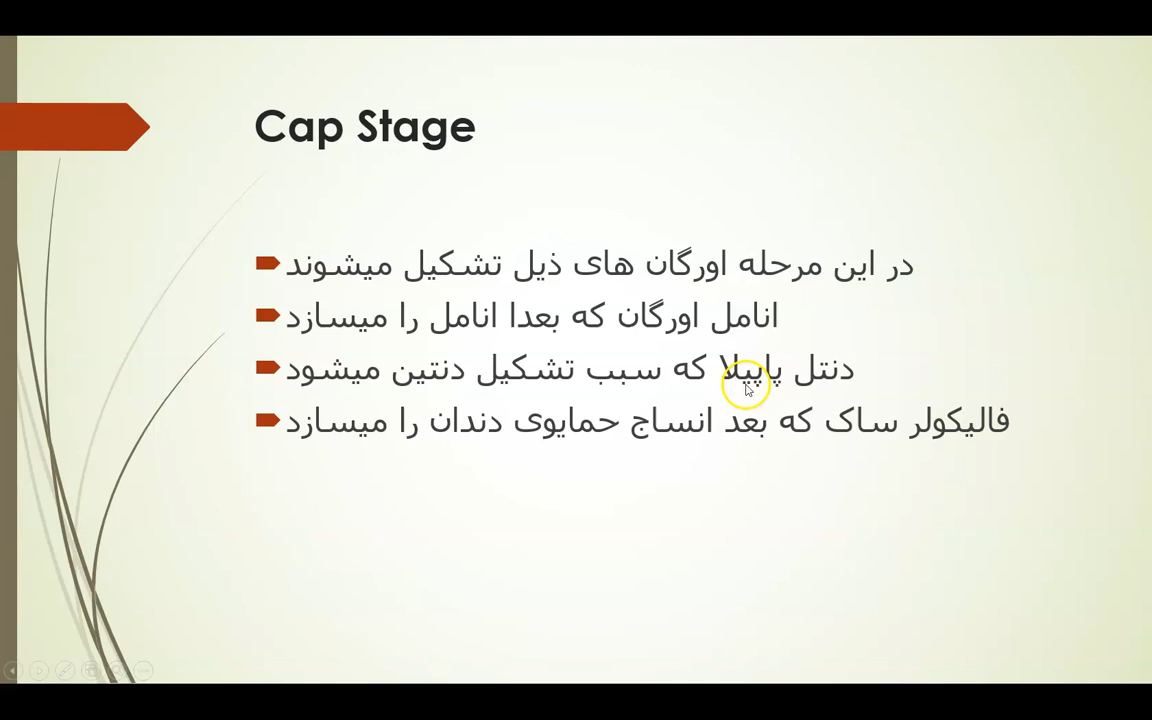 Cap Stage
در این مرحله اورگان های ذیل تشکیل میشوند
انامل اورگان که بعدا انامل را میسازد
دنتل پاپیلا که سبب تشکیل دنتین میشود
فالیکولر ساک که بعد انساج حمایوی دندان را میسازد